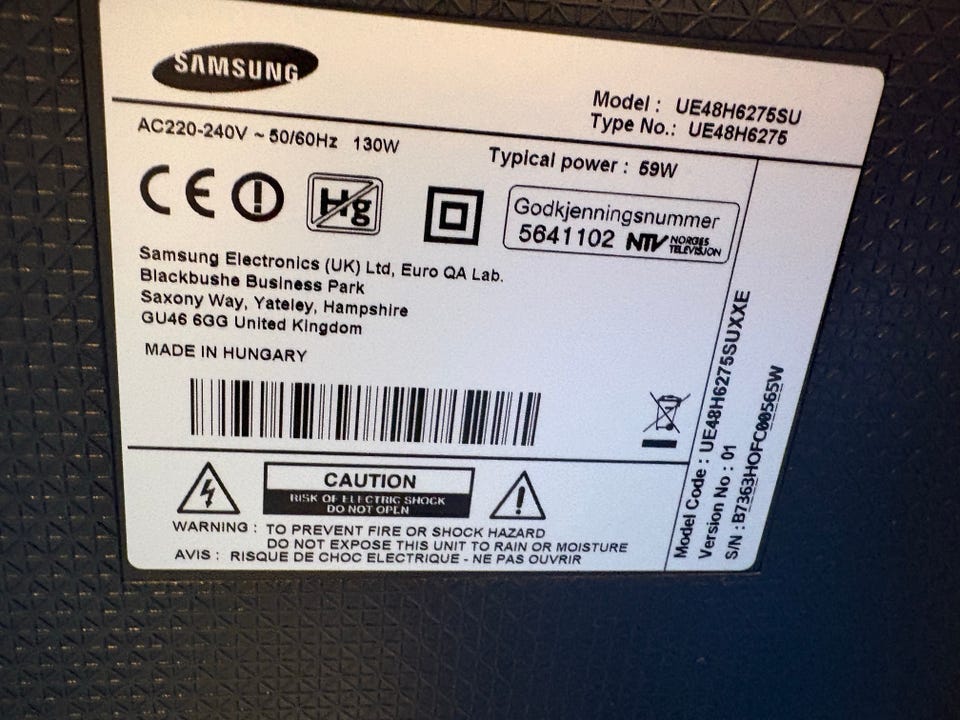 SAMSUNG
Model : UE48H6275SU
Type No.: UE48H6275
AC220-240V ~ 50/60Hz 130W
Typical power : 59W
CE
Hg
Godkjenningsnummer
5641102 NTV NORGES TELEVISJON
Samsung Electronics (UK) Ltd, Euro QA Lab.
Blackbushe Business Park
Saxony Way, Yateley, Hampshire
GU46 6GG United Kingdom
MADE IN HUNGARY
CAUTION
RISK OF ELECTRIC SHOCK
DO NOT OPEN
WARNING : TO PREVENT FIRE OR SHOCK HAZARD
DO NOT EXPOSE THIS UNIT TO RAIN OR MOISTURE
AVIS : RISQUE DE CHOC ELECTRIQUE - NE PAS OUVRIR
Model Code : UE48H6275SUXXE
Version No : 01
S/N : B7363HOFC00565W